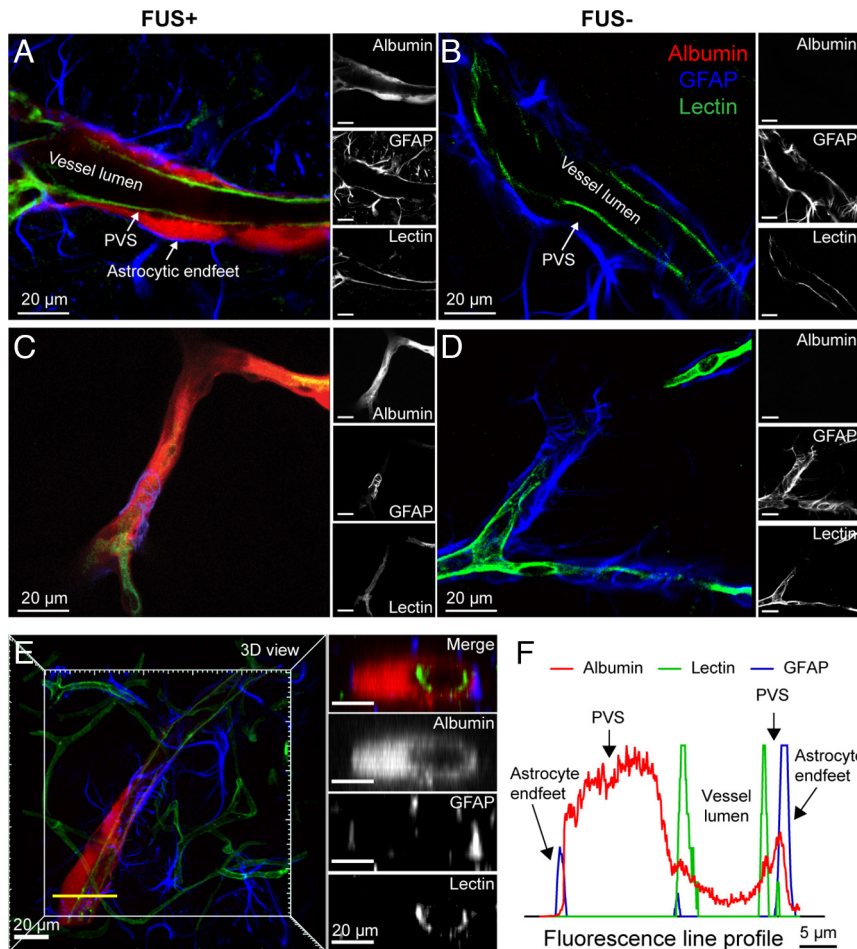 FUS+
FUS-
A
Vessel lumen
PVS
Astrocytic endfeet
20 µm
Albumin
GFAP
Lectin
B
Albumin
GFAP
Lectin
Vessel lumen
PVS
20 µm
Albumin
GFAP
Lectin
C
20 µm
Albumin
GFAP
Lectin
D
20 µm
Albumin
GFAP
Lectin
E
3D view
20 µm
Merge
Albumin
GFAP
Lectin
20 µm
F
Albumin Lectin GFAP
PVS
PVS
Astrocyte
endfeet
Vessel
lumen
Astrocyte
endfeet
Fluorescence line profile
5 µm